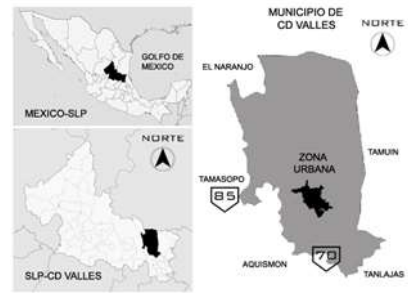 GOLFO DE
MEXICO
MEXICO-SLP
NORTE
SLP-CD VALLES
MUNICIPIO DE
CD VALLES
NORTE
EL NARANJO
TAMUIN
ZONA
URBANA
TAMASOPO
85
AQUISMON
70
TANLAJAS